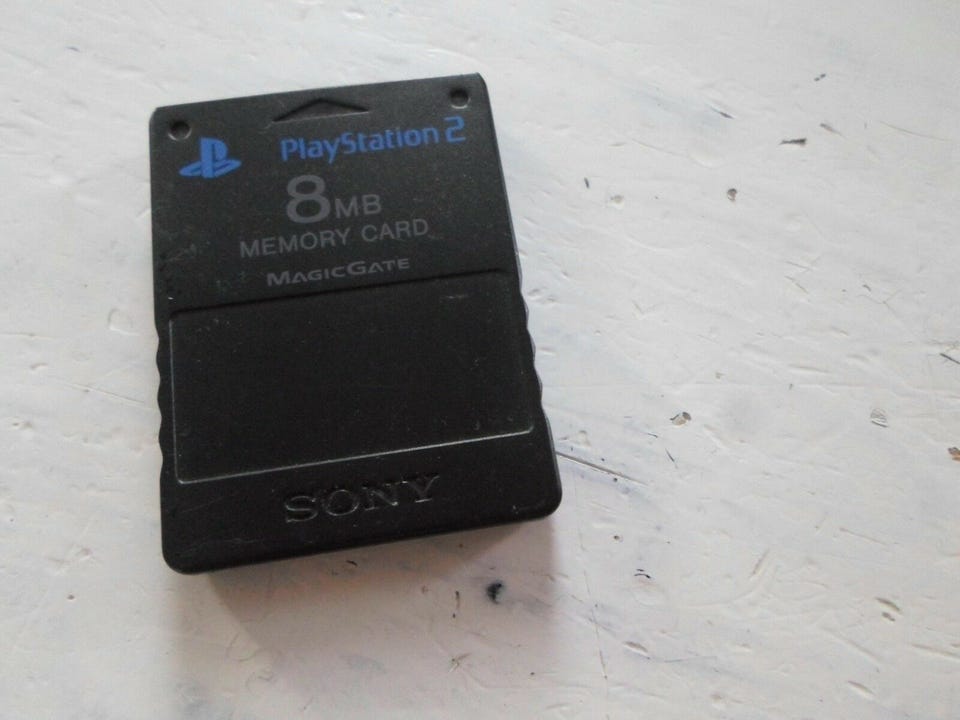 PlayStation 2
8MB
MEMORY CARD
MAGICGATE
SONY